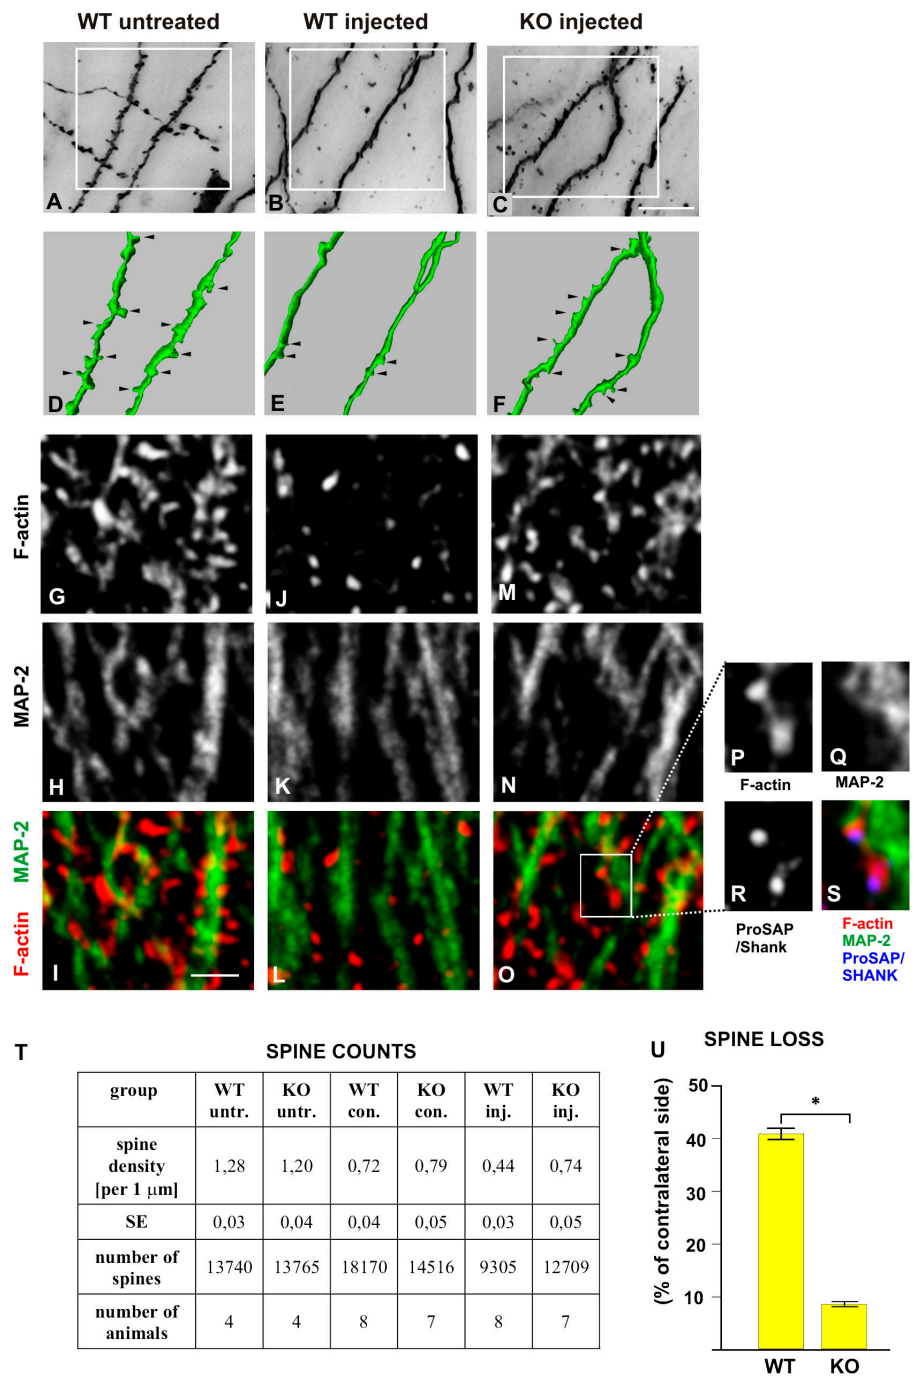 WT untreated WT injected KO injected
A B C
D E F
F-actin
G J M
MAP-2
H K N
P Q
F-actin MAP-2
F-actin MAP-2
I L O
R S
ProSAP
/Shank
F-actin
MAP-2
ProSAP/
SHANK
T SPINE COUNTS
group WT untr. KO untr. WT con. KO con. WT inj. KO inj.
spine density [per 1 μm] 1,28 1,20 0,72 0,79 0,44 0,74
SE 0,03 0,04 0,04 0,05 0,03 0,05
number of spines 13740 13765 18170 14516 9305 12709
number of animals 4 4 8 7 8 7
U SPINE LOSS
(% of contralateral side)
50
40
30
20
10
*
WT KO